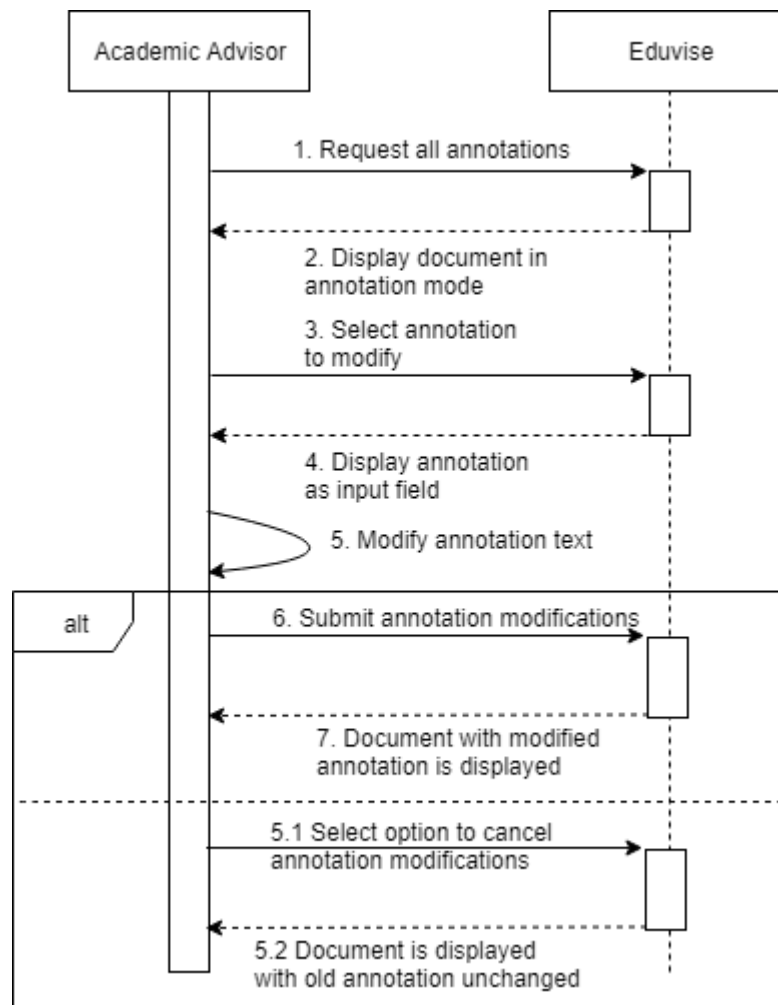 Academic Advisor
Eduvise
1. Request all annotations
2. Display document in
annotation mode
3. Select annotation
to modify
4. Display annotation
as input field
5. Modify annotation text
alt
6. Submit annotation modifications
7. Document with modified
annotation is displayed
5.1 Select option to cancel
annotation modifications
5.2 Document is displayed
with old annotation unchanged